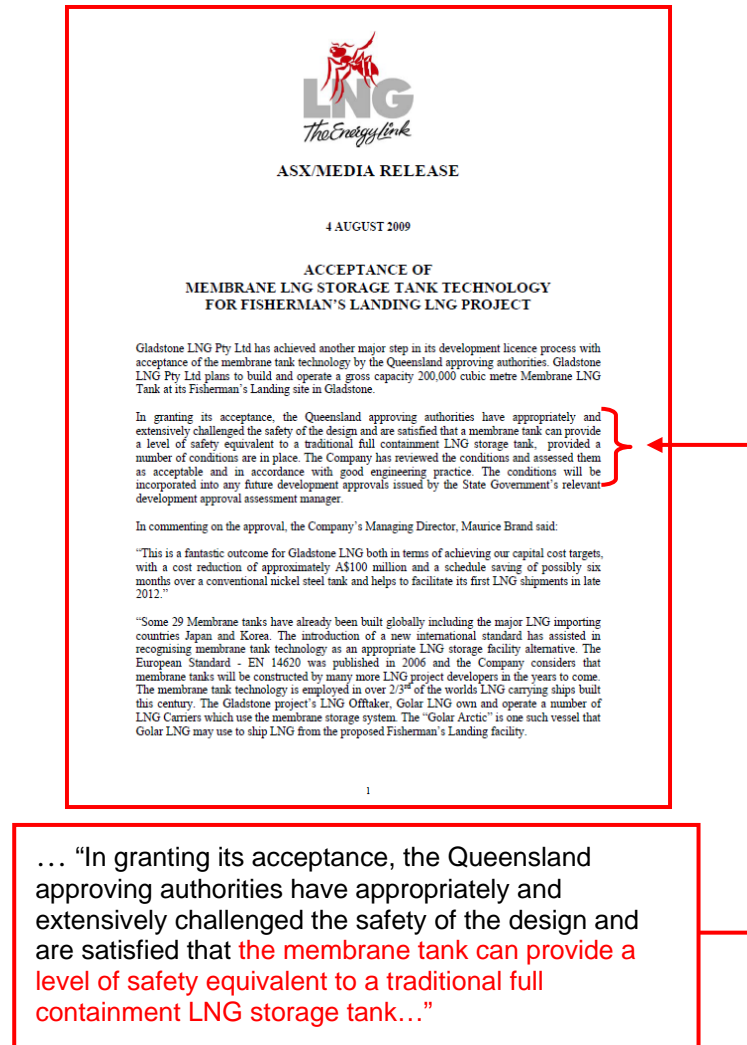 LNG
TheEnergyLink
ASX/MEDIA RELEASE
4 AUGUST 2009
ACCEPTANCE OF
MEMBRANE LNG STORAGE TANK TECHNOLOGY
FOR FISHERMAN'S LANDING LNG PROJECT
Gladstone LNG Pty Ltd has achieved another major step in its development licence process with
acceptance of the membrane tank technology by the Queensland approving authorities. Gladstone
LNG Pty Ltd plans to build and operate a gross capacity 200,000 cubic metre Membrane LNG
Tank at its Fisherman's Landing site in Gladstone.
In granting its acceptance, the Queensland approving authorities have appropriately and
extensively challenged the safety of the design and are satisfied that a membrane tank can provide
a level of safety equivalent to a traditional full containment LNG storage tank, provided a
number of conditions are in place. The Company has reviewed the conditions and assessed them
as acceptable and in accordance with good engineering practice. The conditions will be
incorporated into any future development approvals issued by the State Government's relevant
development approval assessment manager.
In commenting on the approval, the Company's Managing Director, Maurice Brand said:
“This is a fantastic outcome for Gladstone LNG both in terms of achieving our capital cost targets,
with a cost reduction of approximately A$100 million and a schedule saving of possibly six
months over a conventional nickel steel tank and helps to facilitate its first LNG shipments in late
2012.”
“Some 29 Membrane tanks have already been built globally including the major LNG importing
countries Japan and Korea. The introduction of a new international standard has assisted in
recognising membrane tank technology as an appropriate LNG storage facility alternative. The
European Standard - EN 14620 was published in 2006 and the Company considers that
membrane tanks will be constructed by many more LNG project developers in the years to come.
The membrane tank technology is employed in over 2/3rd of the worlds LNG carrying ships built
this century. The Gladstone project's LNG Offtaker, Golar LNG own and operate a number of
LNG Carriers which use the membrane storage system. The “Golar Arctic” is one such vessel that
Golar LNG may use to ship LNG from the proposed Fisherman's Landing facility.
1
… “In granting its acceptance, the Queensland
approving authorities have appropriately and
extensively challenged the safety of the design and
are satisfied that the membrane tank can provide a
level of safety equivalent to a traditional full
containment LNG storage tank…”